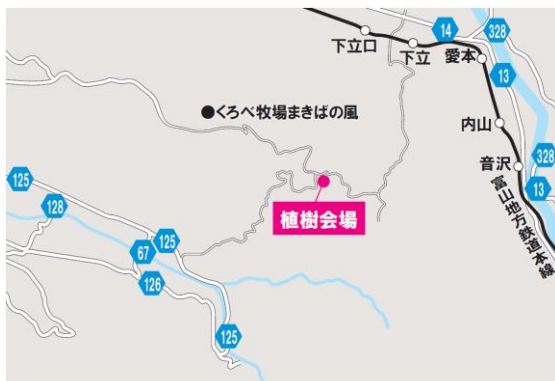 14
328
下立口
下立
愛本
13
●くろべ牧場まきばの風
内山
125
音沢
328
128
植樹会場
13
富山地方鉄道本線
125
67
126
125